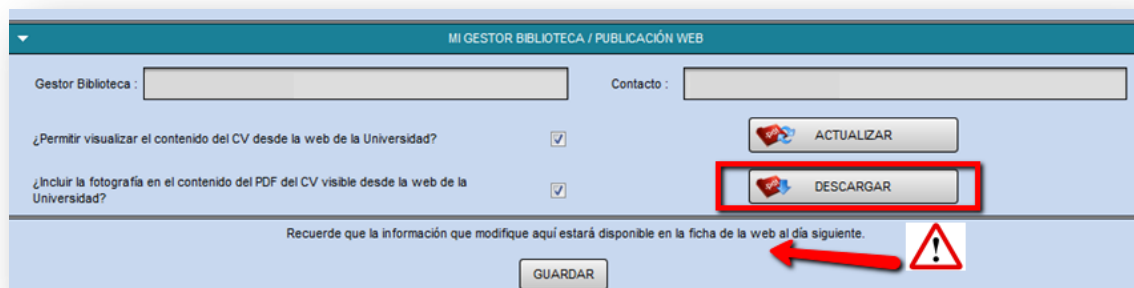 MI GESTOR BIBLIOTECA / PUBLICACIÓN WEB
Gestor Biblioteca :
Contacto :
¿Permitir visualizar el contenido del CV desde la web de la Universidad?
ACTUALIZAR
¿Incluir la fotografía en el contenido del PDF del CV visible desde la web de la
Universidad?
DESCARGAR
Recuerde que la información que modifique aquí estará disponible en la ficha de la web al día siguiente.
GUARDAR